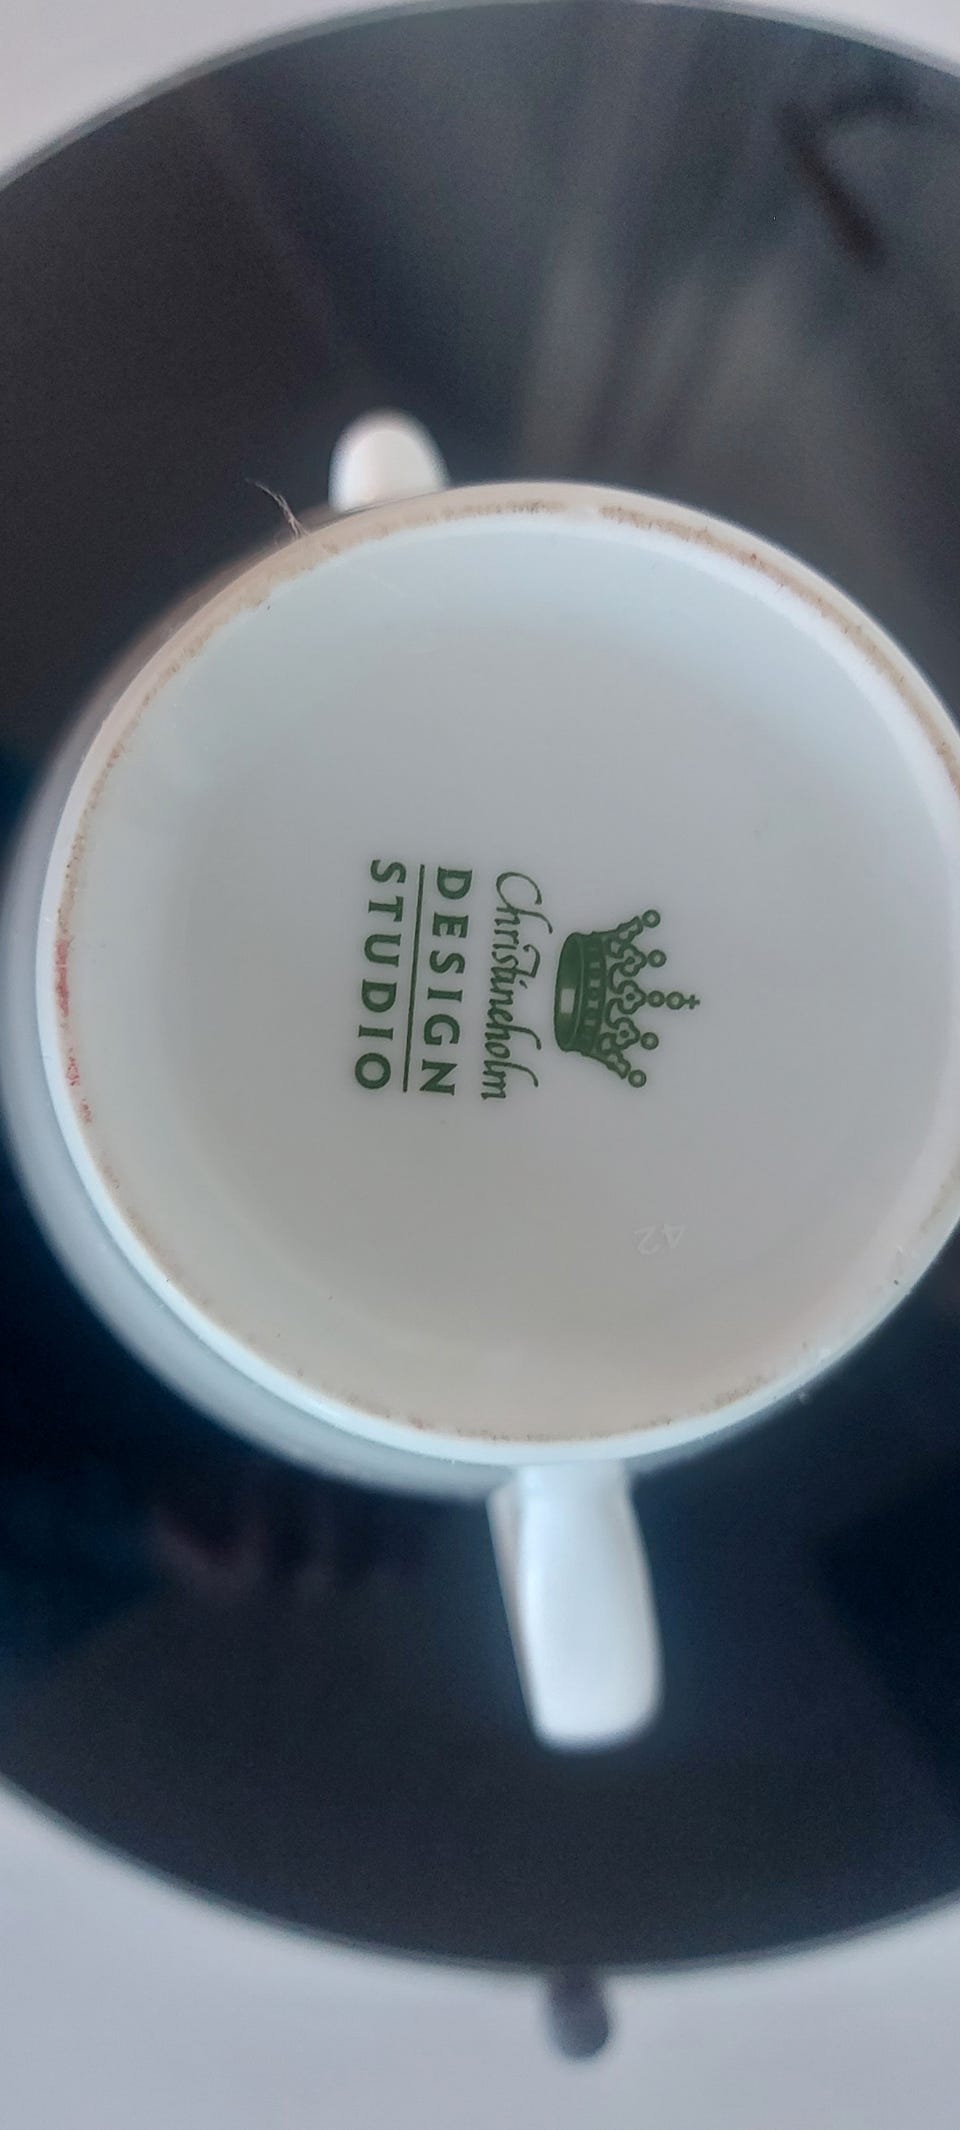 Christineholm
DESIGN
STUDIO
42